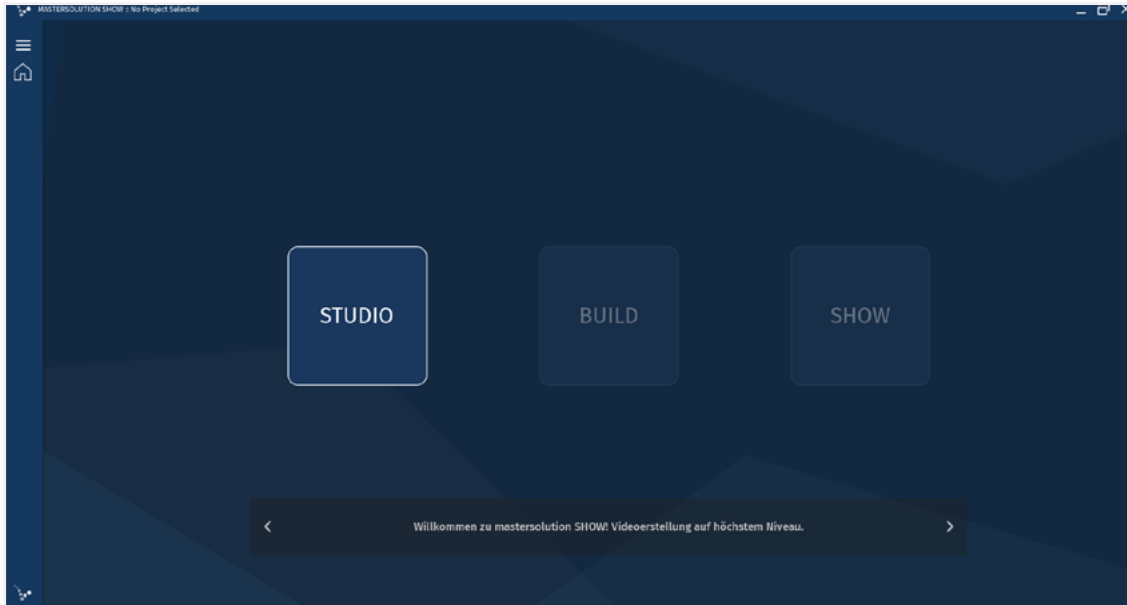 MASTERSOLUTION SHOW : No Project Selected
STUDIO
BUILD
SHOW
Willkommen zu mastersolution SHOW! Videoerstellung auf höchstem Niveau.